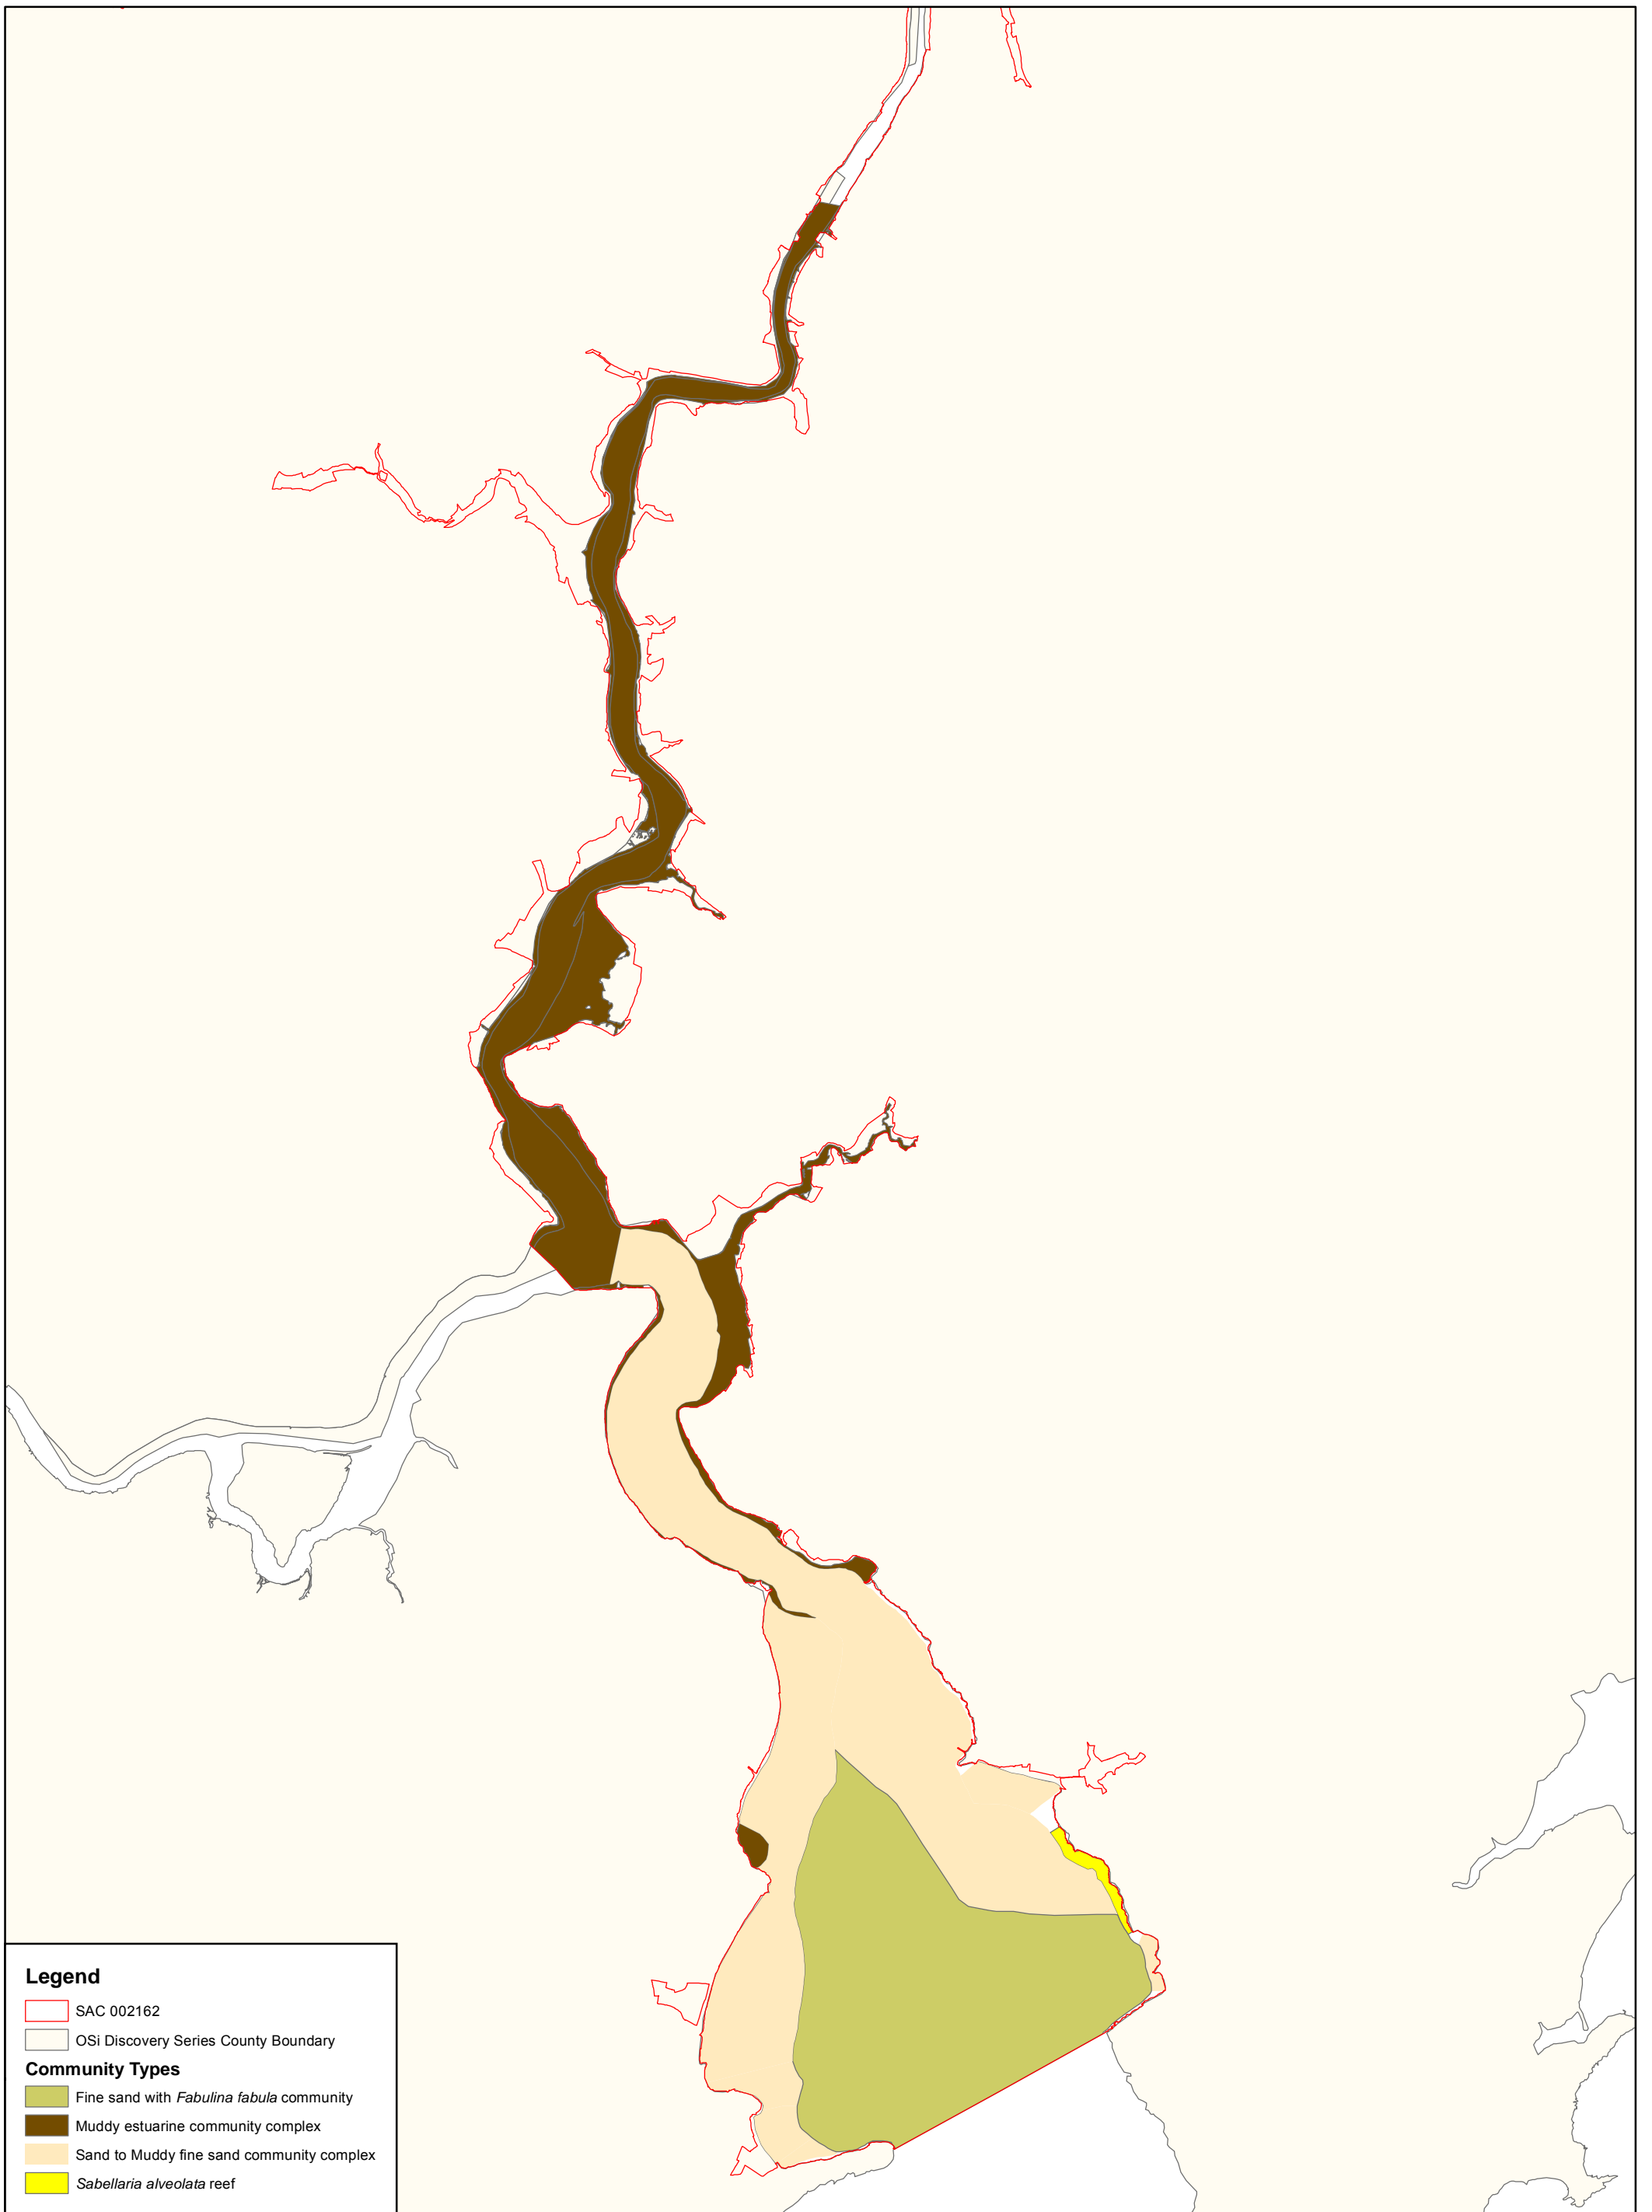 Legend
SAC 002162
OSi Discovery Series County Boundary
Community Types
Fine sand with Fabulina fabula community
Muddy estuarine community complex
Sand to Muddy fine sand community complex
Sabellaria alveolata reef